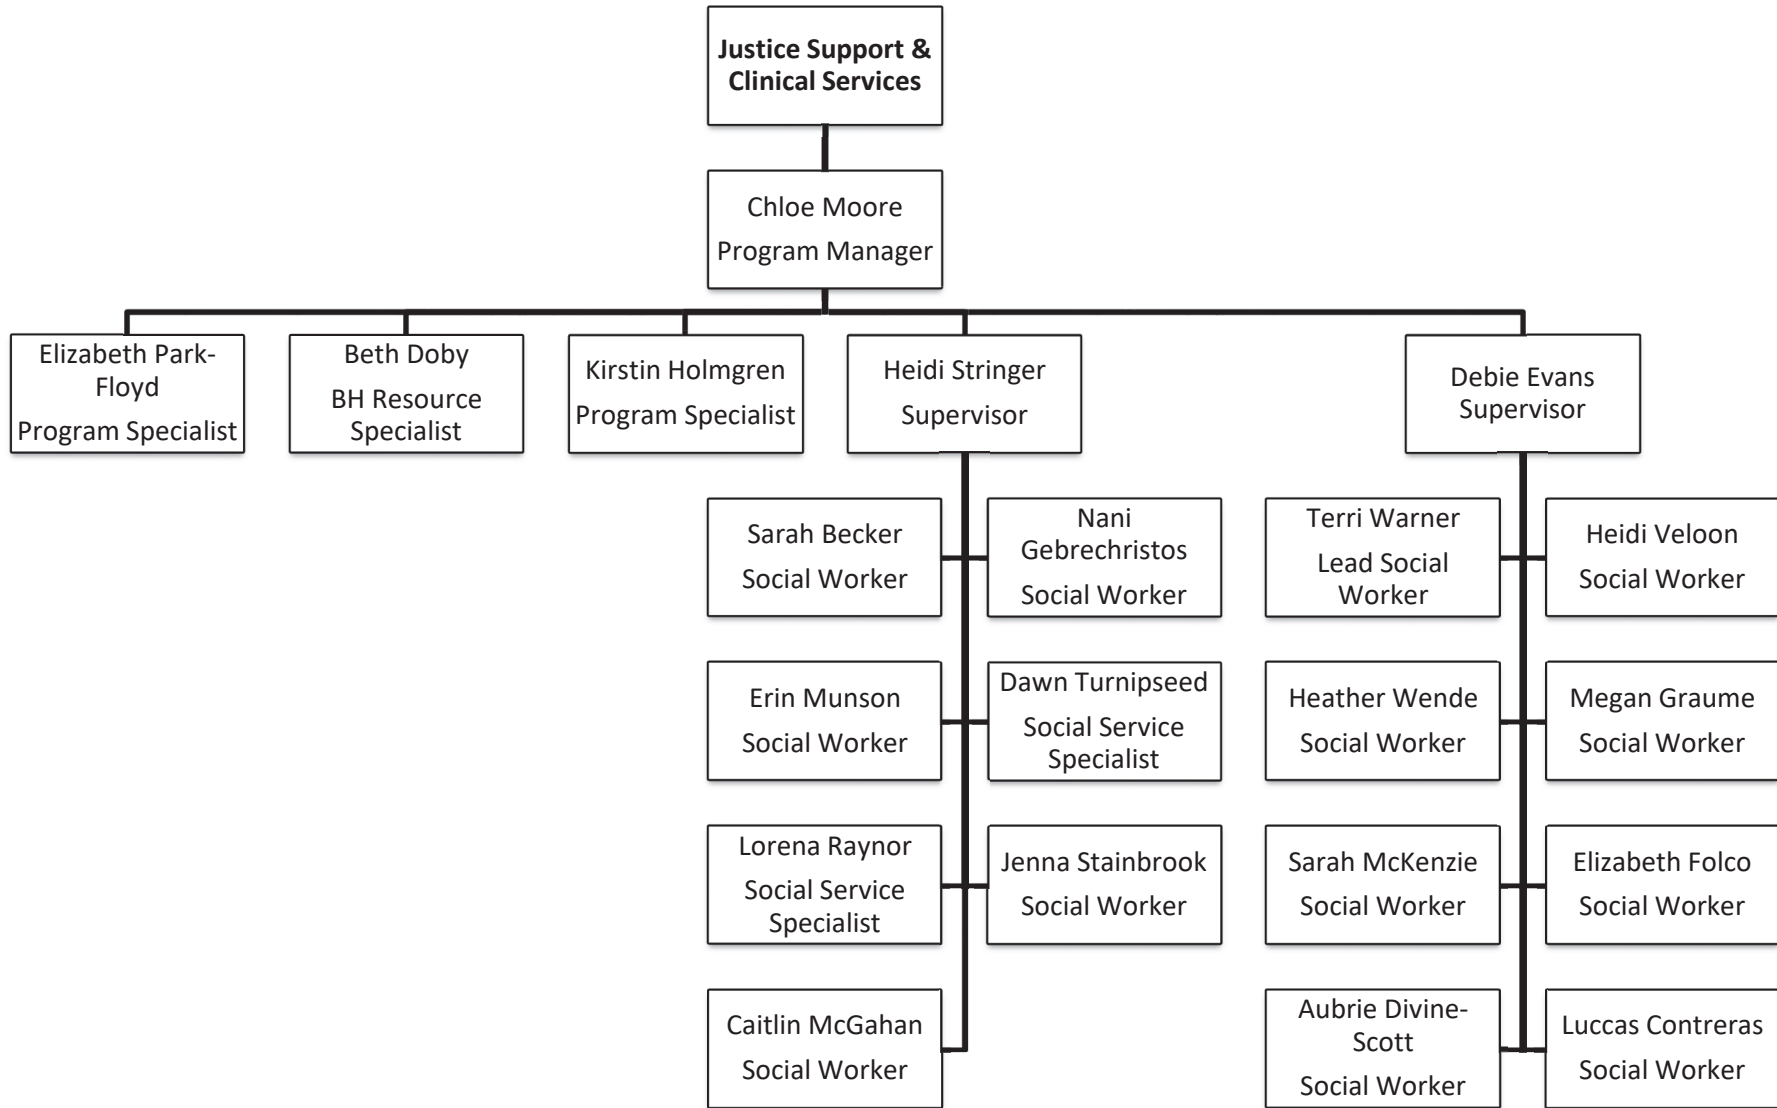 Justice Support &
Clinical Services
Chloe Moore
Program Manager
Elizabeth Park-
Floyd
Program Specialist
Beth Doby
BH Resource
Specialist
Kirstin Holmgren
Program Specialist
Heidi Stringer
Supervisor
Debie Evans
Supervisor
Sarah Becker
Social Worker
Nani
Gebrechristos
Social Worker
Terri Warner
Lead Social
Worker
Heidi Veloon
Social Worker
Erin Munson
Social Worker
Dawn Turnipseed
Social Service
Specialist
Heather Wende
Social Worker
Megan Graume
Social Worker
Lorena Raynor
Social Service
Specialist
Jenna Stainbrook
Social Worker
Sarah McKenzie
Social Worker
Elizabeth Folco
Social Worker
Caitlin McGahan
Social Worker
Aubrie Divine-
Scott
Social Worker
Luccas Contreras
Social Worker